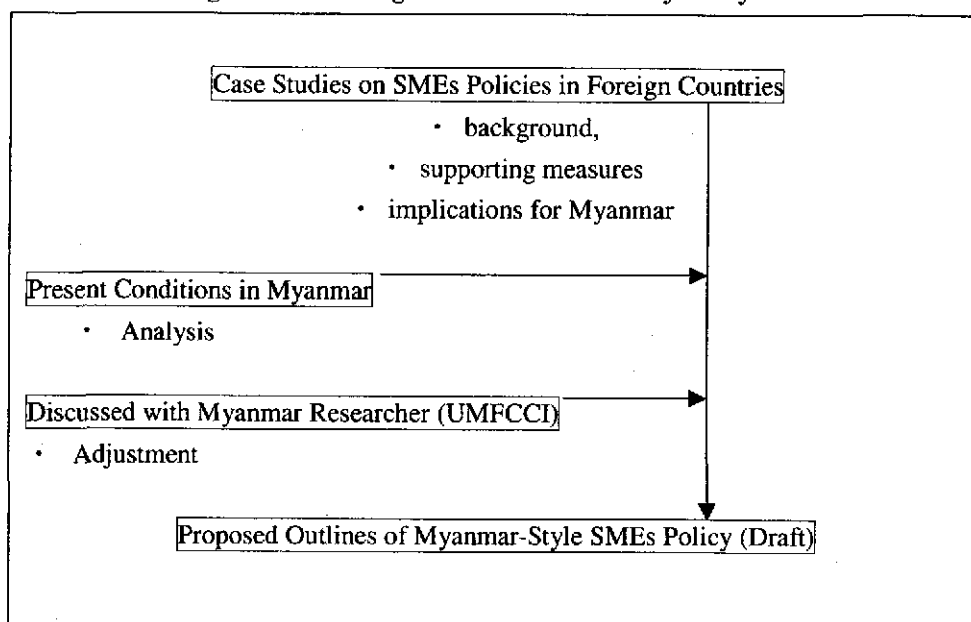 Case Studies on SMEs Policies in Foreign Countries
・ background,
・ supporting measures
・ implications for Myanmar
Present Conditions in Myanmar
・ Analysis
Discussed with Myanmar Researcher (UMFCCI)
・ Adjustment
Proposed Outlines of Myanmar-Style SMEs Policy (Draft)